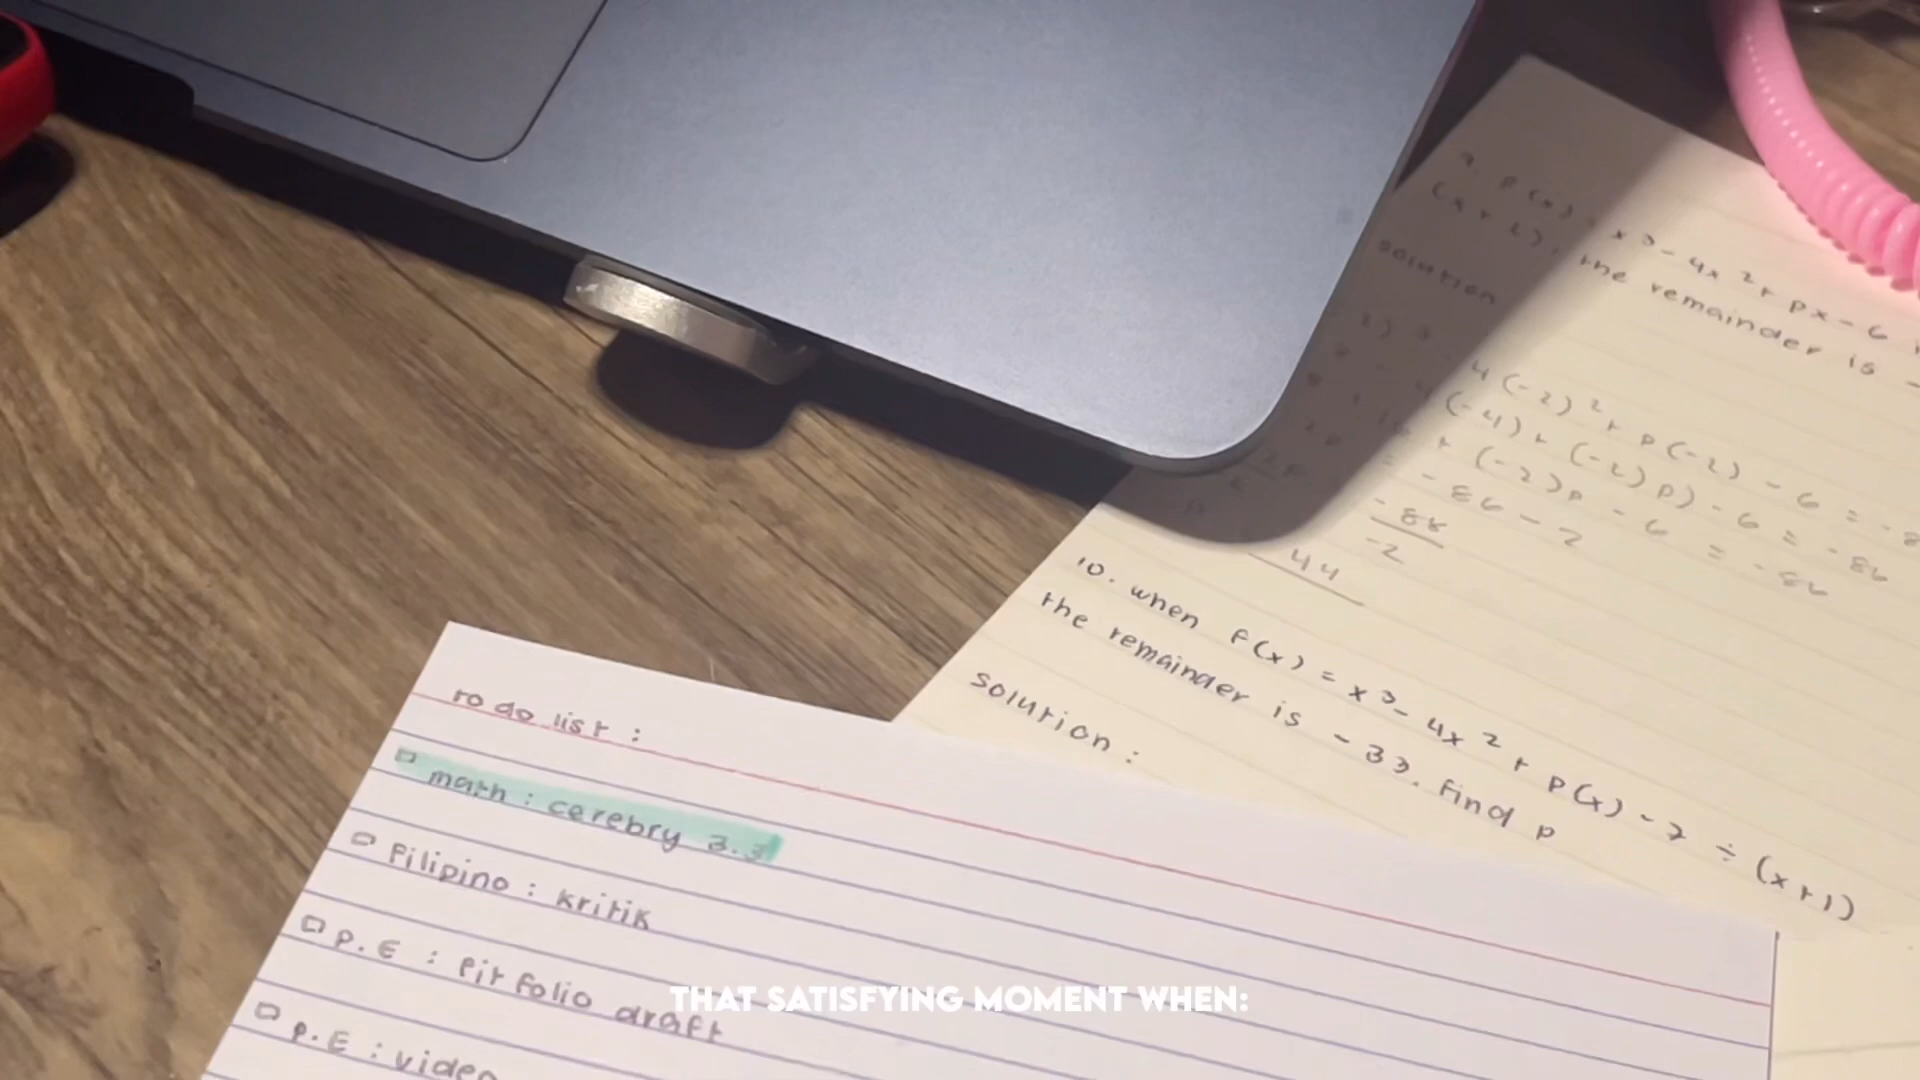 to do list :
math : cerebry 3.3
filipino : kritik
P.E : fitfolio draft
P.E : video
THAT SATISFYING MOMENT WHEN:
9. P(x) = x³ - 4x² + px - 6
(x + 2), the remainder is -
solution
4(-2)² + p(-2) - 6 = -8
(-4) + (-2)p) - 6 = -86
+ (-2)p - 6 = -86
= -86 - 2
-88
-2
44
10. when f(x) = x³ - 4x² + p(x) - 7 ÷ (x+1)
the remainder is -33. find p
solution :